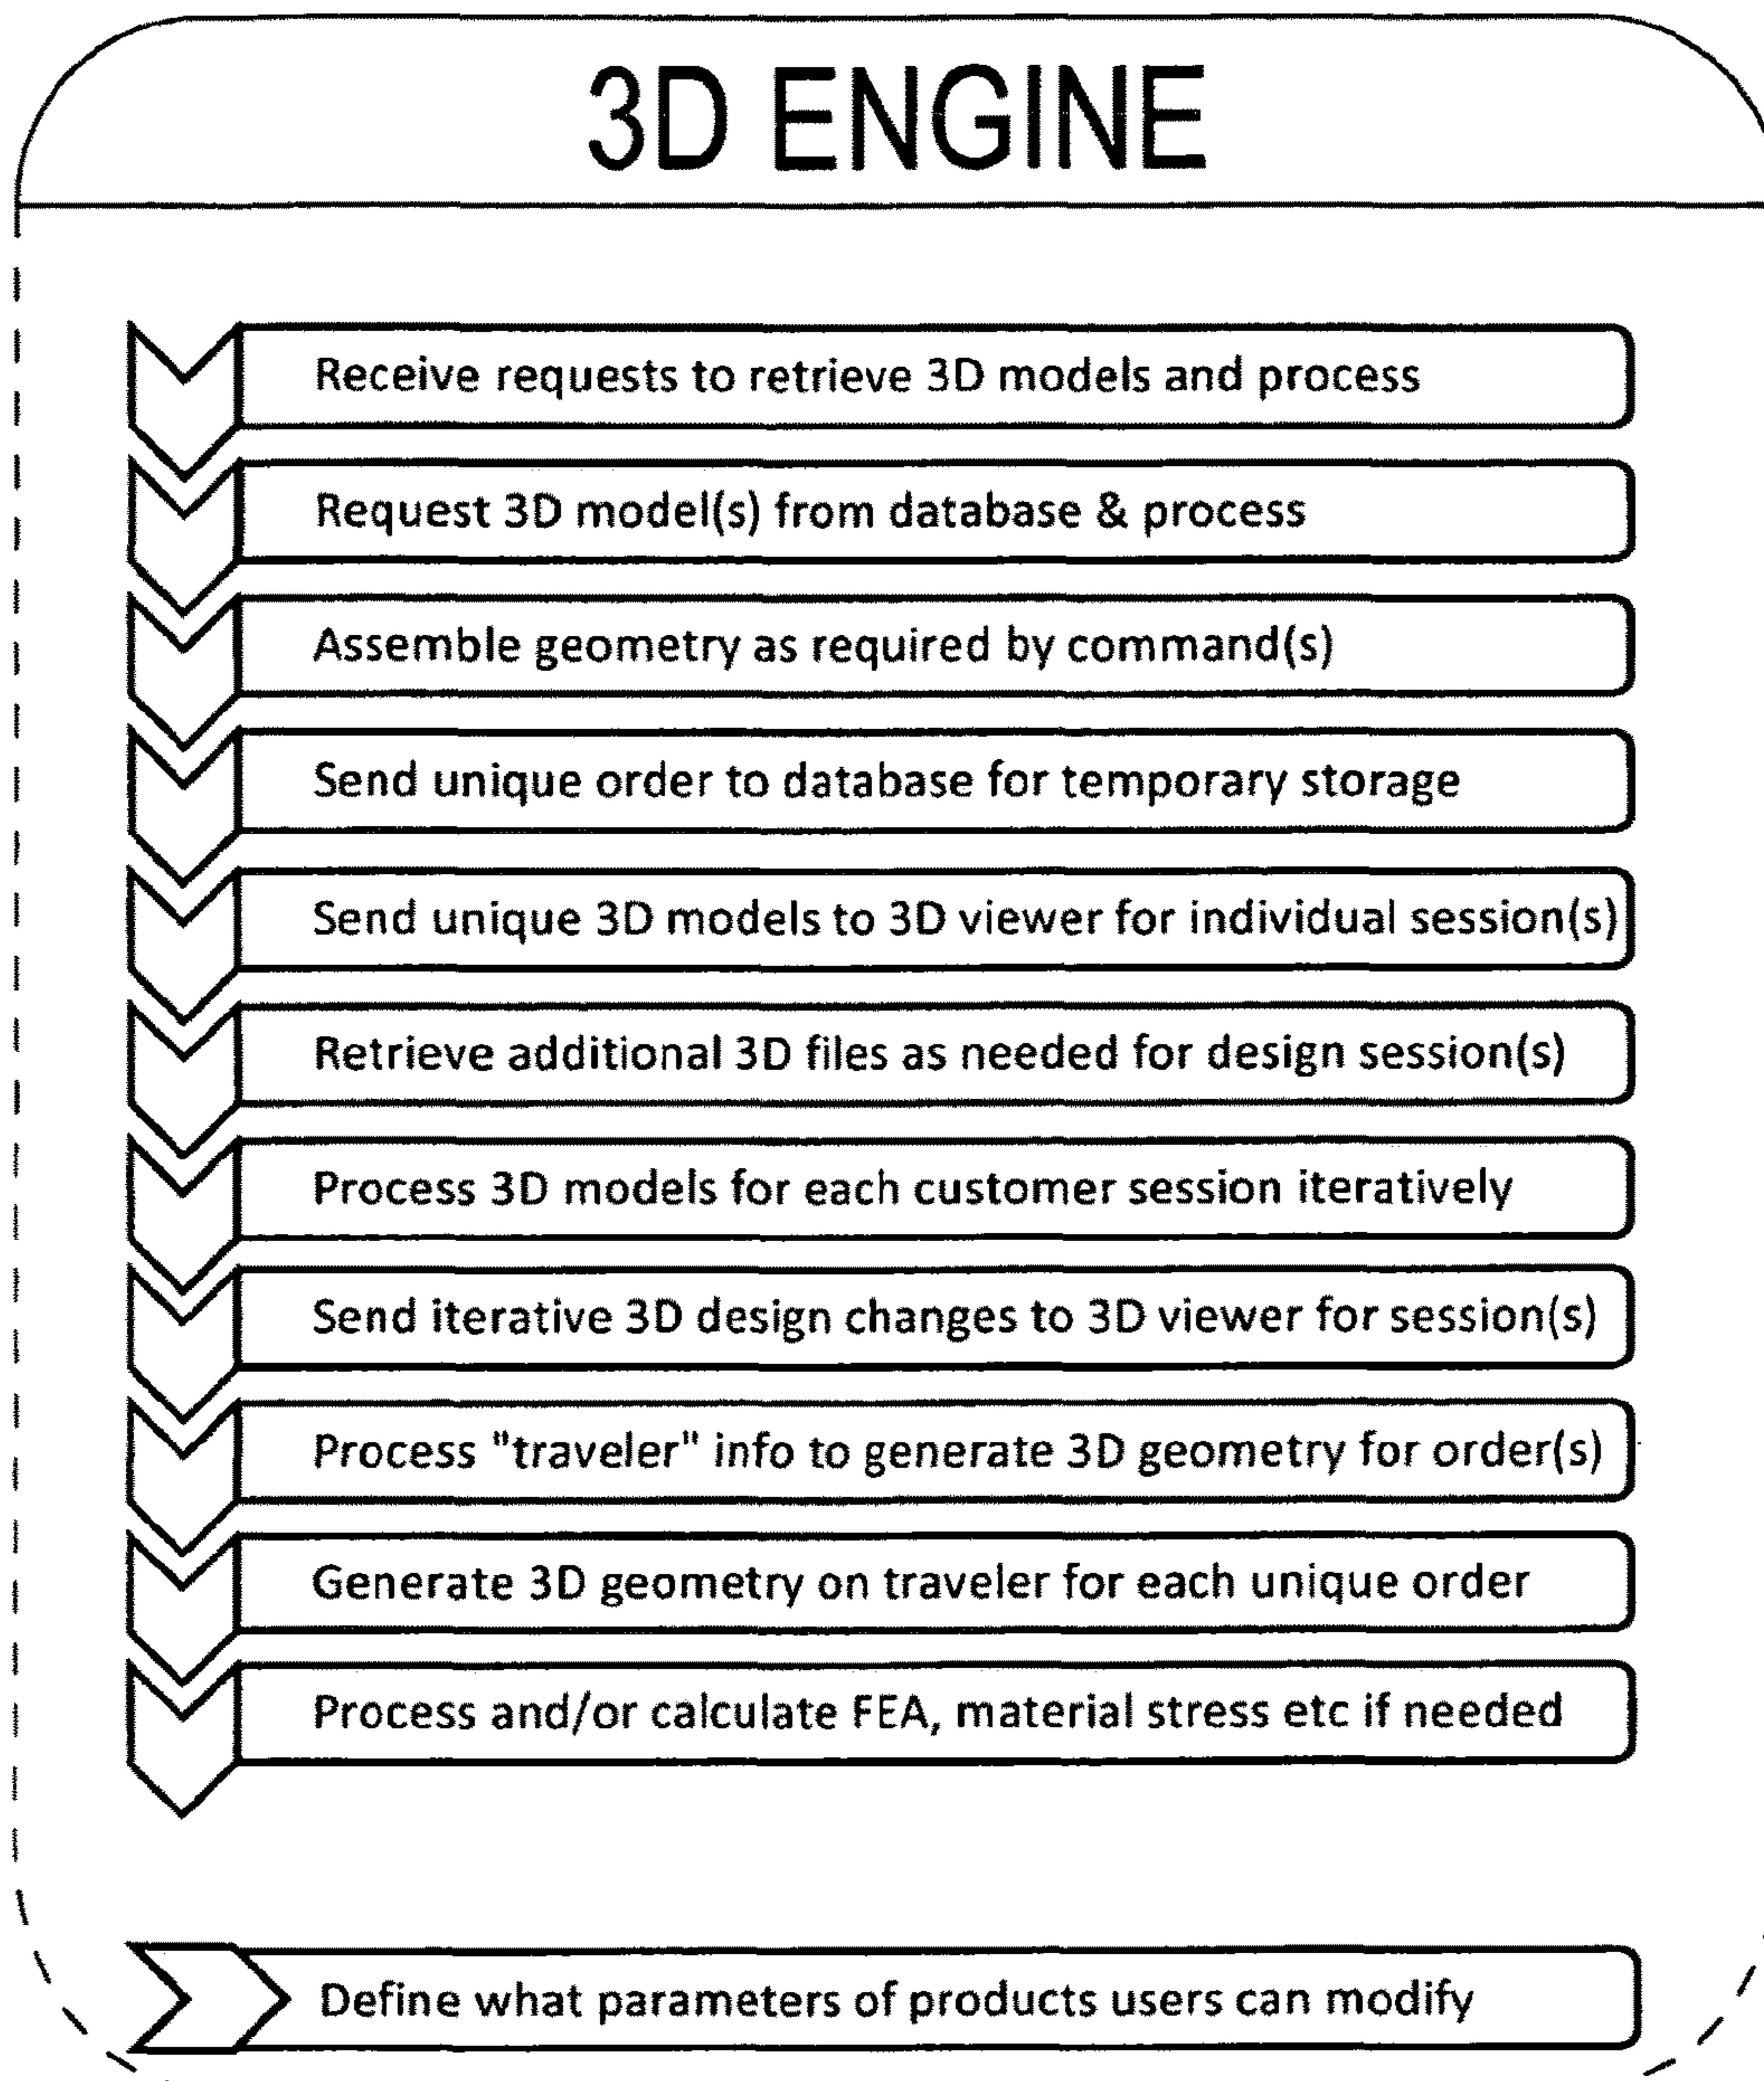 3D ENGINE
Receive requests to retrieve 3D models and process
Request 3D model(s) from database & process
Assemble geometry as required by command(s)
Send unique order to database for temporary storage
Send unique 3D models to 3D viewer for individual session(s)
Retrieve additional 3D files as needed for design session(s)
Process 3D models for each customer session iteratively
Send iterative 3D design changes to 3D viewer for session(s)
Process "traveler" info to generate 3D geometry for order(s)
Generate 3D geometry on traveler for each unique order
Process and/or calculate FEA, material stress etc if needed
Define what parameters of products users can modify